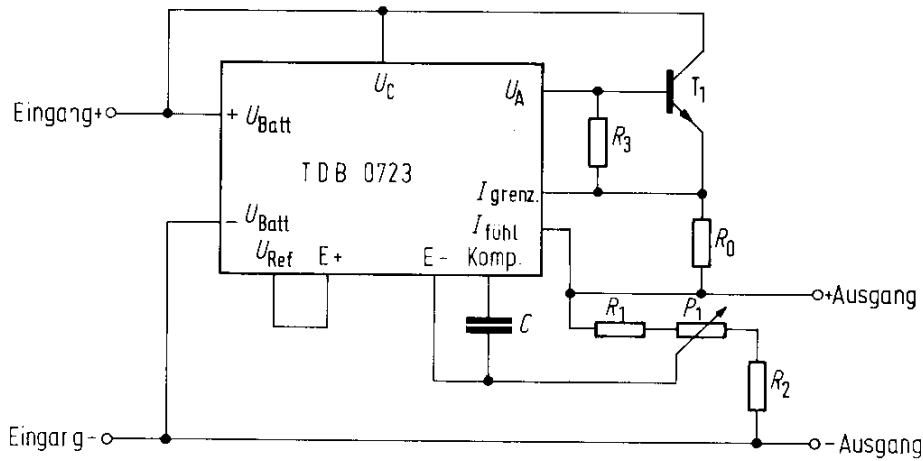 U_C
U_A
T_1
Eingang+
+ U_Batt
R_3
TDB 0723
I_grenz.
- U_Batt
I_fühl
R_0
U_Ref
E+
E-
Komp.
+Ausgang
C
R_1
P_1
R_2
Eingarg-
-Ausgang